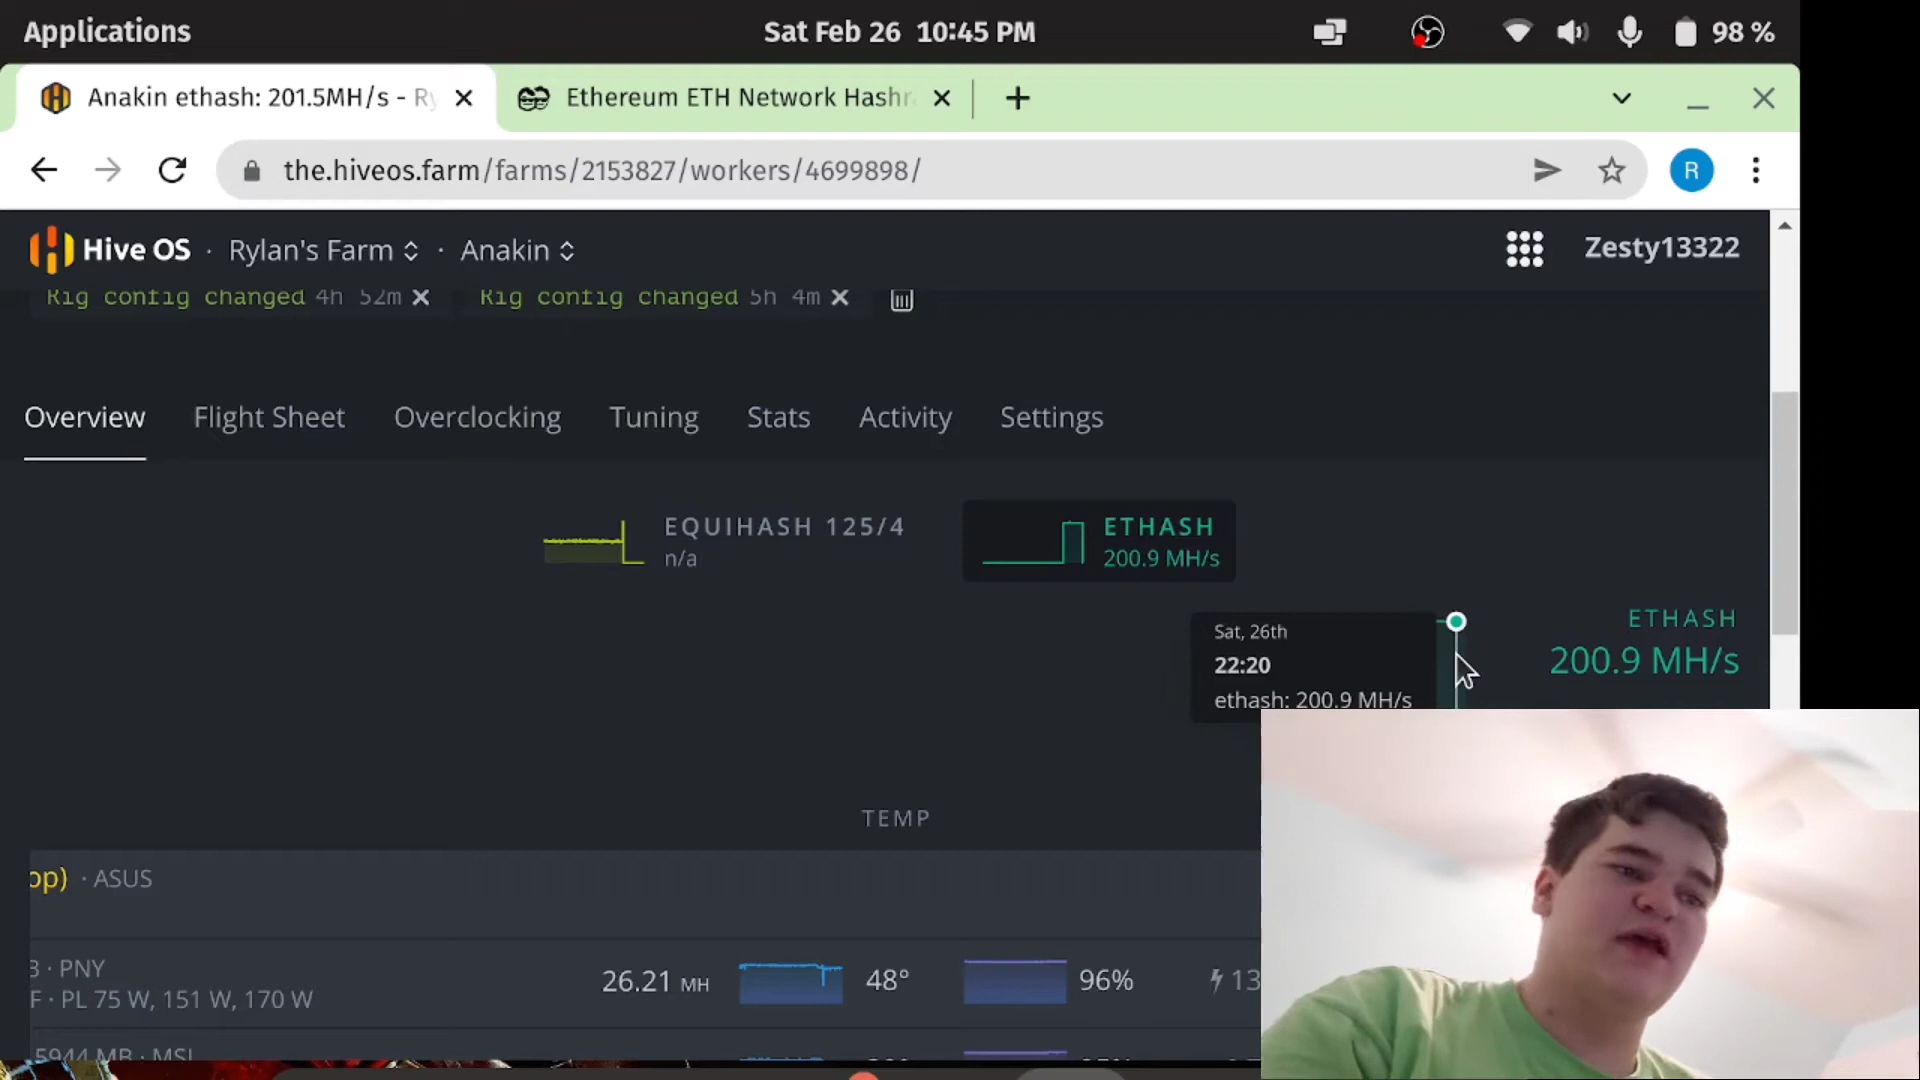 Applications
Sat Feb 26 10:45 PM
98 %
Anakin ethash: 201.5MH/s - Ry
Ethereum ETH Network Hashr
the.hiveos.farm/farms/2153827/workers/4699898/
R
Hive OS · Rylan's Farm · Anakin
Zesty13322
Rig config changed 4h 52m
Rig config changed 5h 4m
Overview
Flight Sheet
Overclocking
Tuning
Stats
Activity
Settings
EQUIHASH 125/4
n/a
ETHASH
200.9 MH/s
Sat, 26th
22:20
ethash: 200.9 MH/s
ETHASH
200.9 MH/s
TEMP
op) · ASUS
· PNY
26.21 MH
48°
96%
13
F · PL 75 W, 151 W, 170 W
5944 MB · MSI